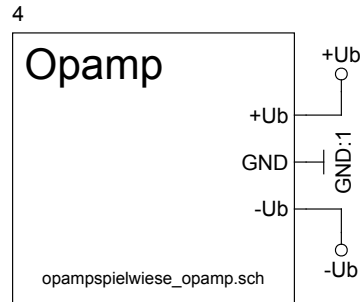 4
Opamp
+Ub
+Ub
GND
GND:1
-Ub
-Ub
opampspielwiese_opamp.sch